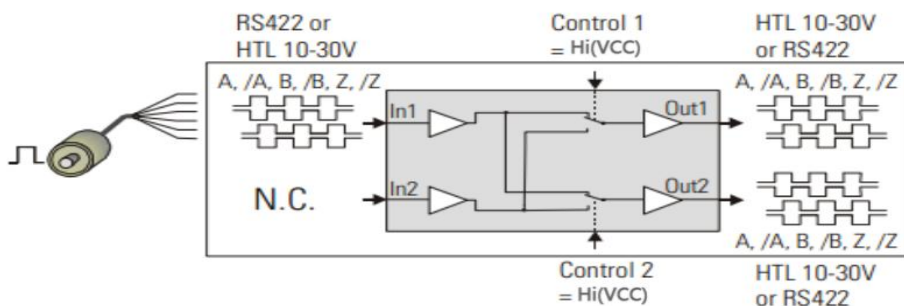 RS422 or
HTL 10-30V
Control 1
= Hi(VCC)
HTL 10-30V
or RS422
A, /A, B, /B, Z, /Z
A, /A, B, /B, Z, /Z
In1
Out1
In2
Out2
N.C.
A, /A, B, /B, Z, /Z
Control 2
= Hi(VCC)
HTL 10-30V
or RS422